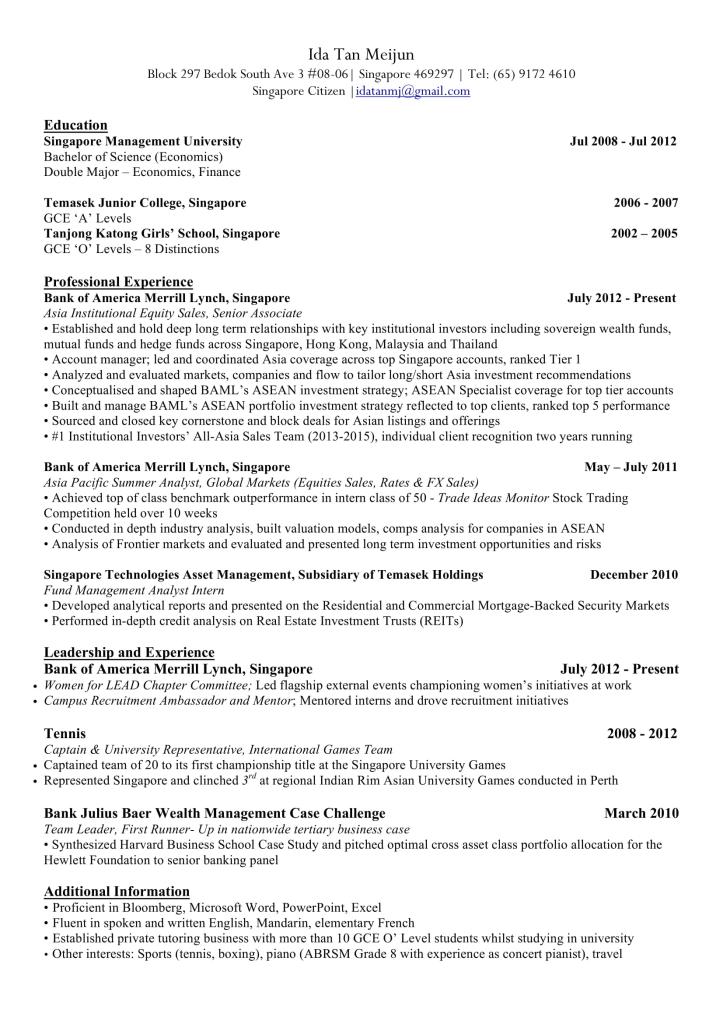 Ida Tan Meijun
Block 297 Bedok South Ave 3 #08-06| Singapore 469297 | Tel: (65) 9172 4610
Singapore Citizen |idatanmj@gmail.com
Education
Singapore Management University Jul 2008 - Jul 2012
Bachelor of Science (Economics)
Double Major – Economics, Finance
Temasek Junior College, Singapore 2006 - 2007
GCE ‘A’ Levels
Tanjong Katong Girls’ School, Singapore 2002 – 2005
GCE ‘O’ Levels – 8 Distinctions
Professional Experience
Bank of America Merrill Lynch, Singapore July 2012 - Present
Asia Institutional Equity Sales, Senior Associate
• Established and hold deep long term relationships with key institutional investors including sovereign wealth funds,
mutual funds and hedge funds across Singapore, Hong Kong, Malaysia and Thailand
• Account manager; led and coordinated Asia coverage across top Singapore accounts, ranked Tier 1
• Analyzed and evaluated markets, companies and flow to tailor long/short Asia investment recommendations
• Conceptualised and shaped BAML’s ASEAN investment strategy; ASEAN Specialist coverage for top tier accounts
• Built and manage BAML’s ASEAN portfolio investment strategy reflected to top clients, ranked top 5 performance
• Sourced and closed key cornerstone and block deals for Asian listings and offerings
• #1 Institutional Investors’ All-Asia Sales Team (2013-2015), individual client recognition two years running
Bank of America Merrill Lynch, Singapore May – July 2011
Asia Pacific Summer Analyst, Global Markets (Equities Sales, Rates & FX Sales)
• Achieved top of class benchmark outperformance in intern class of 50 - Trade Ideas Monitor Stock Trading
Competition held over 10 weeks
• Conducted in depth industry analysis, built valuation models, comps analysis for companies in ASEAN
• Analysis of Frontier markets and evaluated and presented long term investment opportunities and risks
Singapore Technologies Asset Management, Subsidiary of Temasek Holdings December 2010
Fund Management Analyst Intern
• Developed analytical reports and presented on the Residential and Commercial Mortgage-Backed Security Markets
• Performed in-depth credit analysis on Real Estate Investment Trusts (REITs)
Leadership and Experience
Bank of America Merrill Lynch, Singapore July 2012 - Present
• Women for LEAD Chapter Committee; Led flagship external events championing women’s initiatives at work
• Campus Recruitment Ambassador and Mentor; Mentored interns and drove recruitment initiatives
Tennis 2008 - 2012
Captain & University Representative, International Games Team
• Captained team of 20 to its first championship title at the Singapore University Games
• Represented Singapore and clinched 3rd at regional Indian Rim Asian University Games conducted in Perth
Bank Julius Baer Wealth Management Case Challenge March 2010
Team Leader, First Runner- Up in nationwide tertiary business case
• Synthesized Harvard Business School Case Study and pitched optimal cross asset class portfolio allocation for the
Hewlett Foundation to senior banking panel
Additional Information
• Proficient in Bloomberg, Microsoft Word, PowerPoint, Excel
• Fluent in spoken and written English, Mandarin, elementary French
• Established private tutoring business with more than 10 GCE O’ Level students whilst studying in university
• Other interests: Sports (tennis, boxing), piano (ABRSM Grade 8 with experience as concert pianist), travel